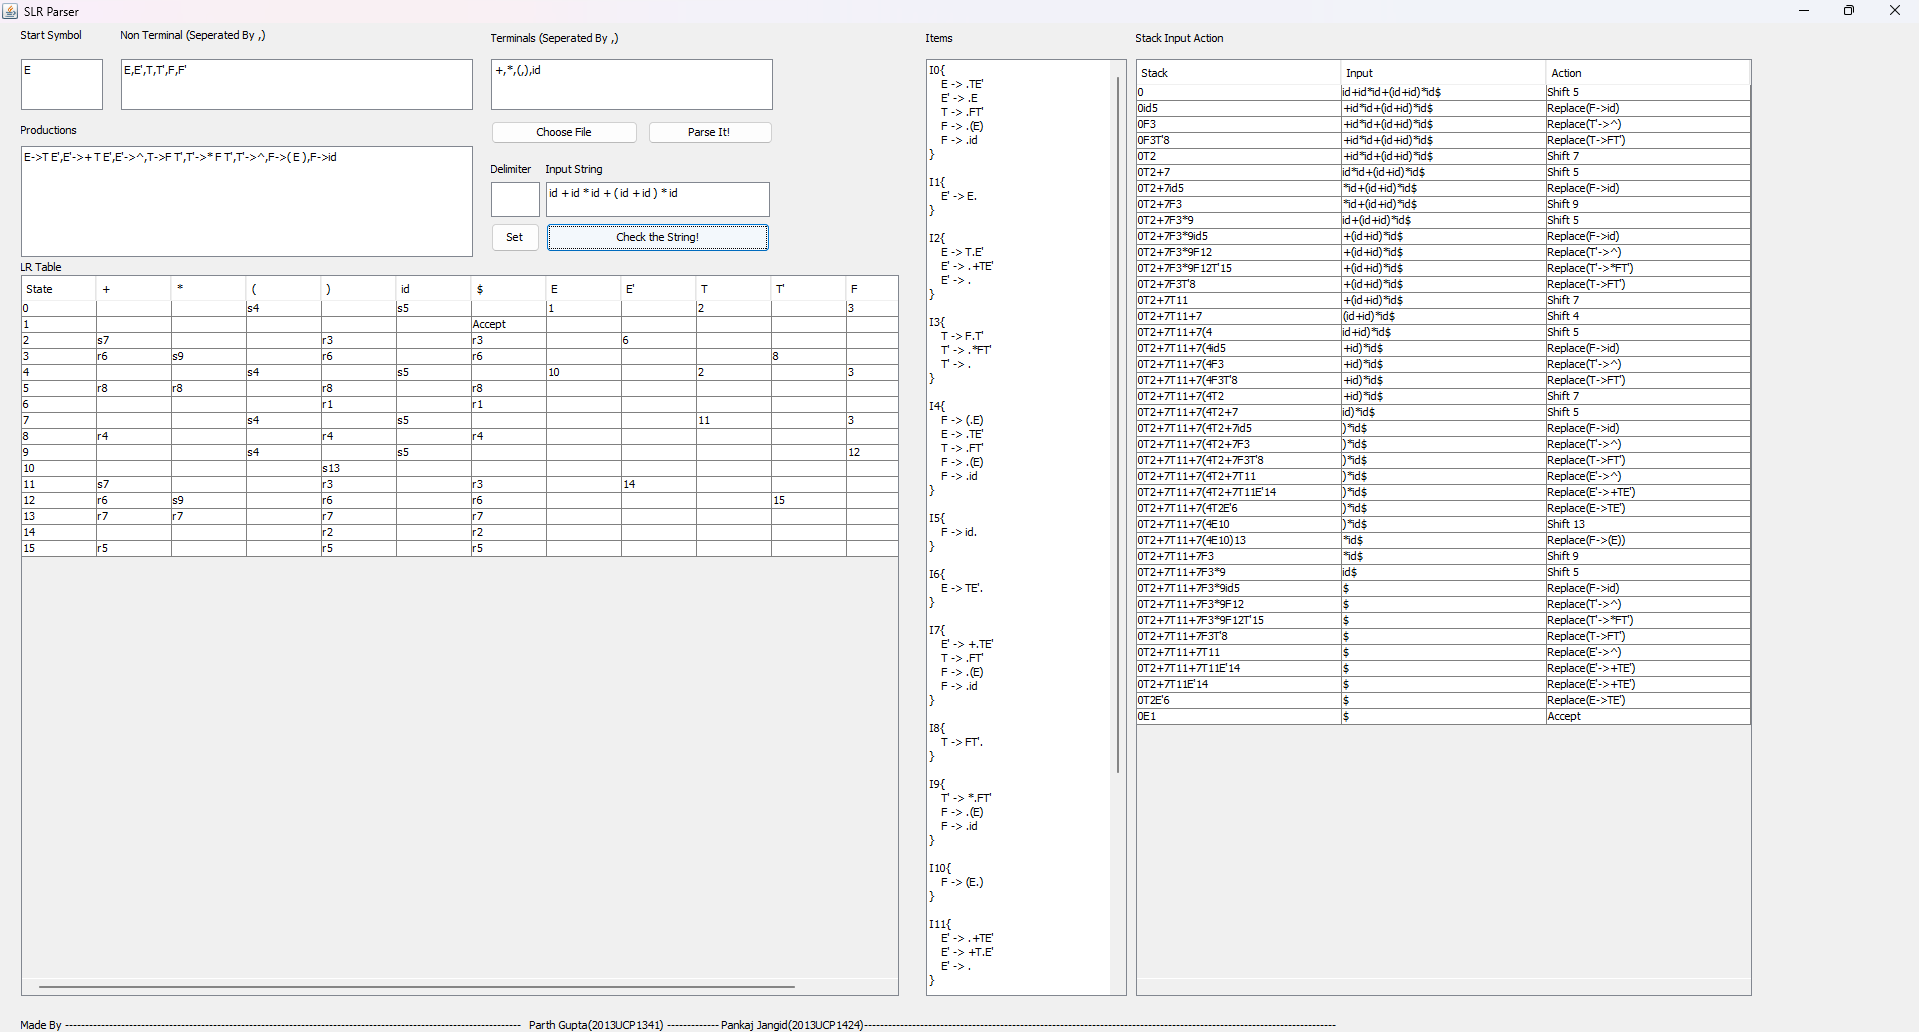 SLR Parser
Start Symbol
Non Terminal (Seperated By ,)
Terminals (Seperated By ,)
E
E,E',T,T',F,F'
+,*,(,),id
Choose File
Parse It!
Productions
E->T E',E'->+ T E',E'->^,T->F T',T'->* F T',T'->^,F->( E ),F->id
Delimiter
Input String
id + id * id + ( id + id ) * id
Set
Check the String!
LR Table
State + * ( ) id $ E E' T T' F
0 s4 s5 1 2 3
1 Accept
2 s7 r3 r3 6
3 r6 s9 r6 r6 8
4 s4 s5 10 2 3
5 r8 r8 r8 r8
6 r1 r1
7 s4 s5 11 3
8 r4 r4 r4
9 s4 s5 12
10 s13
11 s7 r3 r3 14
12 r6 s9 r6 r6 15
13 r7 r7 r7 r7
14 r2 r2
15 r5 r5 r5
Items
I0{
E -> .TE'
E' -> .E
T -> .FT'
F -> .(E)
F -> .id
}
I1{
E' -> E.
}
I2{
E -> T.E'
E' -> .+TE'
E' -> .
}
I3{
T -> F.T'
T' -> .*FT'
T' -> .
}
I4{
F -> (.E)
E -> .TE'
T -> .FT'
F -> .(E)
F -> .id
}
I5{
F -> id.
}
I6{
E -> TE'.
}
I7{
E' -> +.TE'
T -> .FT'
F -> .(E)
F -> .id
}
I8{
T -> FT'.
}
I9{
T' -> *.FT'
F -> .(E)
F -> .id
}
I10{
F -> (E.)
}
I11{
E' -> .+TE'
E' -> +T.E'
E' -> .
}
Stack Input Action
Stack Input Action
0 id+id*id+(id+id)*id$ Shift 5
0id5 +id*id+(id+id)*id$ Replace(F->id)
0F3 +id*id+(id+id)*id$ Replace(T'->^)
0F3T'8 +id*id+(id+id)*id$ Replace(T->FT')
0T2 +id*id+(id+id)*id$ Shift 7
0T2+7 id*id+(id+id)*id$ Shift 5
0T2+7id5 *id+(id+id)*id$ Replace(F->id)
0T2+7F3 *id+(id+id)*id$ Shift 9
0T2+7F3*9 id+(id+id)*id$ Shift 5
0T2+7F3*9id5 +(id+id)*id$ Replace(F->id)
0T2+7F3*9F12 +(id+id)*id$ Replace(T'->^)
0T2+7F3*9F12T'15 +(id+id)*id$ Replace(T'->*FT')
0T2+7F3T'8 +(id+id)*id$ Replace(T->FT')
0T2+7T11 +(id+id)*id$ Shift 7
0T2+7T11+7 (id+id)*id$ Shift 4
0T2+7T11+7(4 id+id)*id$ Shift 5
0T2+7T11+7(4id5 +id)*id$ Replace(F->id)
0T2+7T11+7(4F3 +id)*id$ Replace(T'->^)
0T2+7T11+7(4F3T'8 +id)*id$ Replace(T->FT')
0T2+7T11+7(4T2 +id)*id$ Shift 7
0T2+7T11+7(4T2+7 id)*id$ Shift 5
0T2+7T11+7(4T2+7id5 )*id$ Replace(F->id)
0T2+7T11+7(4T2+7F3 )*id$ Replace(T'->^)
0T2+7T11+7(4T2+7F3T'8 )*id$ Replace(T->FT')
0T2+7T11+7(4T2+7T11 )*id$ Replace(E'->^)
0T2+7T11+7(4T2+7T11E'14 )*id$ Replace(E'->+TE')
0T2+7T11+7(4T2E'6 )*id$ Replace(E->TE')
0T2+7T11+7(4E10 )*id$ Shift 13
0T2+7T11+7(4E10)13 *id$ Replace(F->(E))
0T2+7T11+7F3 *id$ Shift 9
0T2+7T11+7F3*9 id$ Shift 5
0T2+7T11+7F3*9id5 $ Replace(F->id)
0T2+7T11+7F3*9F12 $ Replace(T'->^)
0T2+7T11+7F3*9F12T'15 $ Replace(T'->*FT')
0T2+7T11+7F3T'8 $ Replace(T->FT')
0T2+7T11+7T11 $ Replace(E'->^)
0T2+7T11+7T11E'14 $ Replace(E'->+TE')
0T2+7T11E'14 $ Replace(E'->+TE')
0T2E'6 $ Replace(E->TE')
0E1 $ Accept
Made By ---------- Parth Gupta(2013UCP1341) ------------- Pankaj Jangid(2013UCP1424)----------